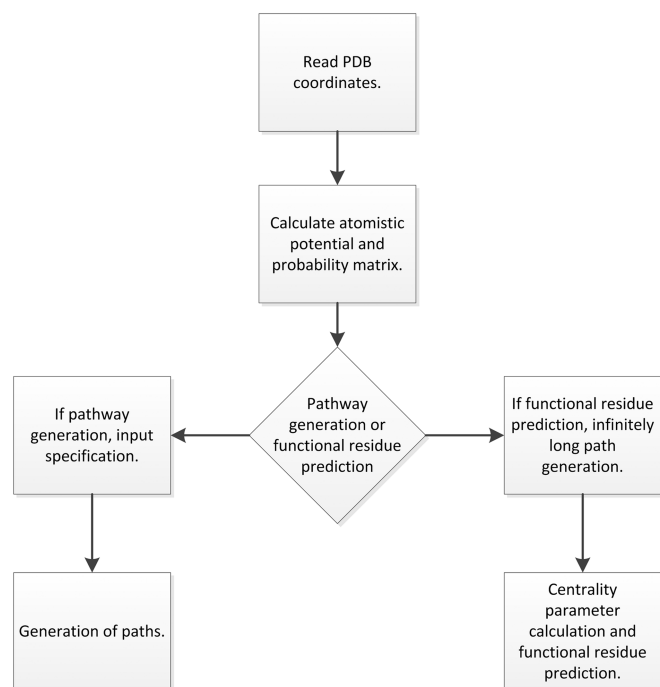 Read PDB
coordinates.
Calculate atomistic
potential and
probability matrix.
Pathway
generation or
functional residue
prediction
If pathway
generation, input
specification.
If functional residue
prediction, infinitely
long path
generation.
Generation of paths.
Centrality
parameter
calculation and
functional residue
prediction.